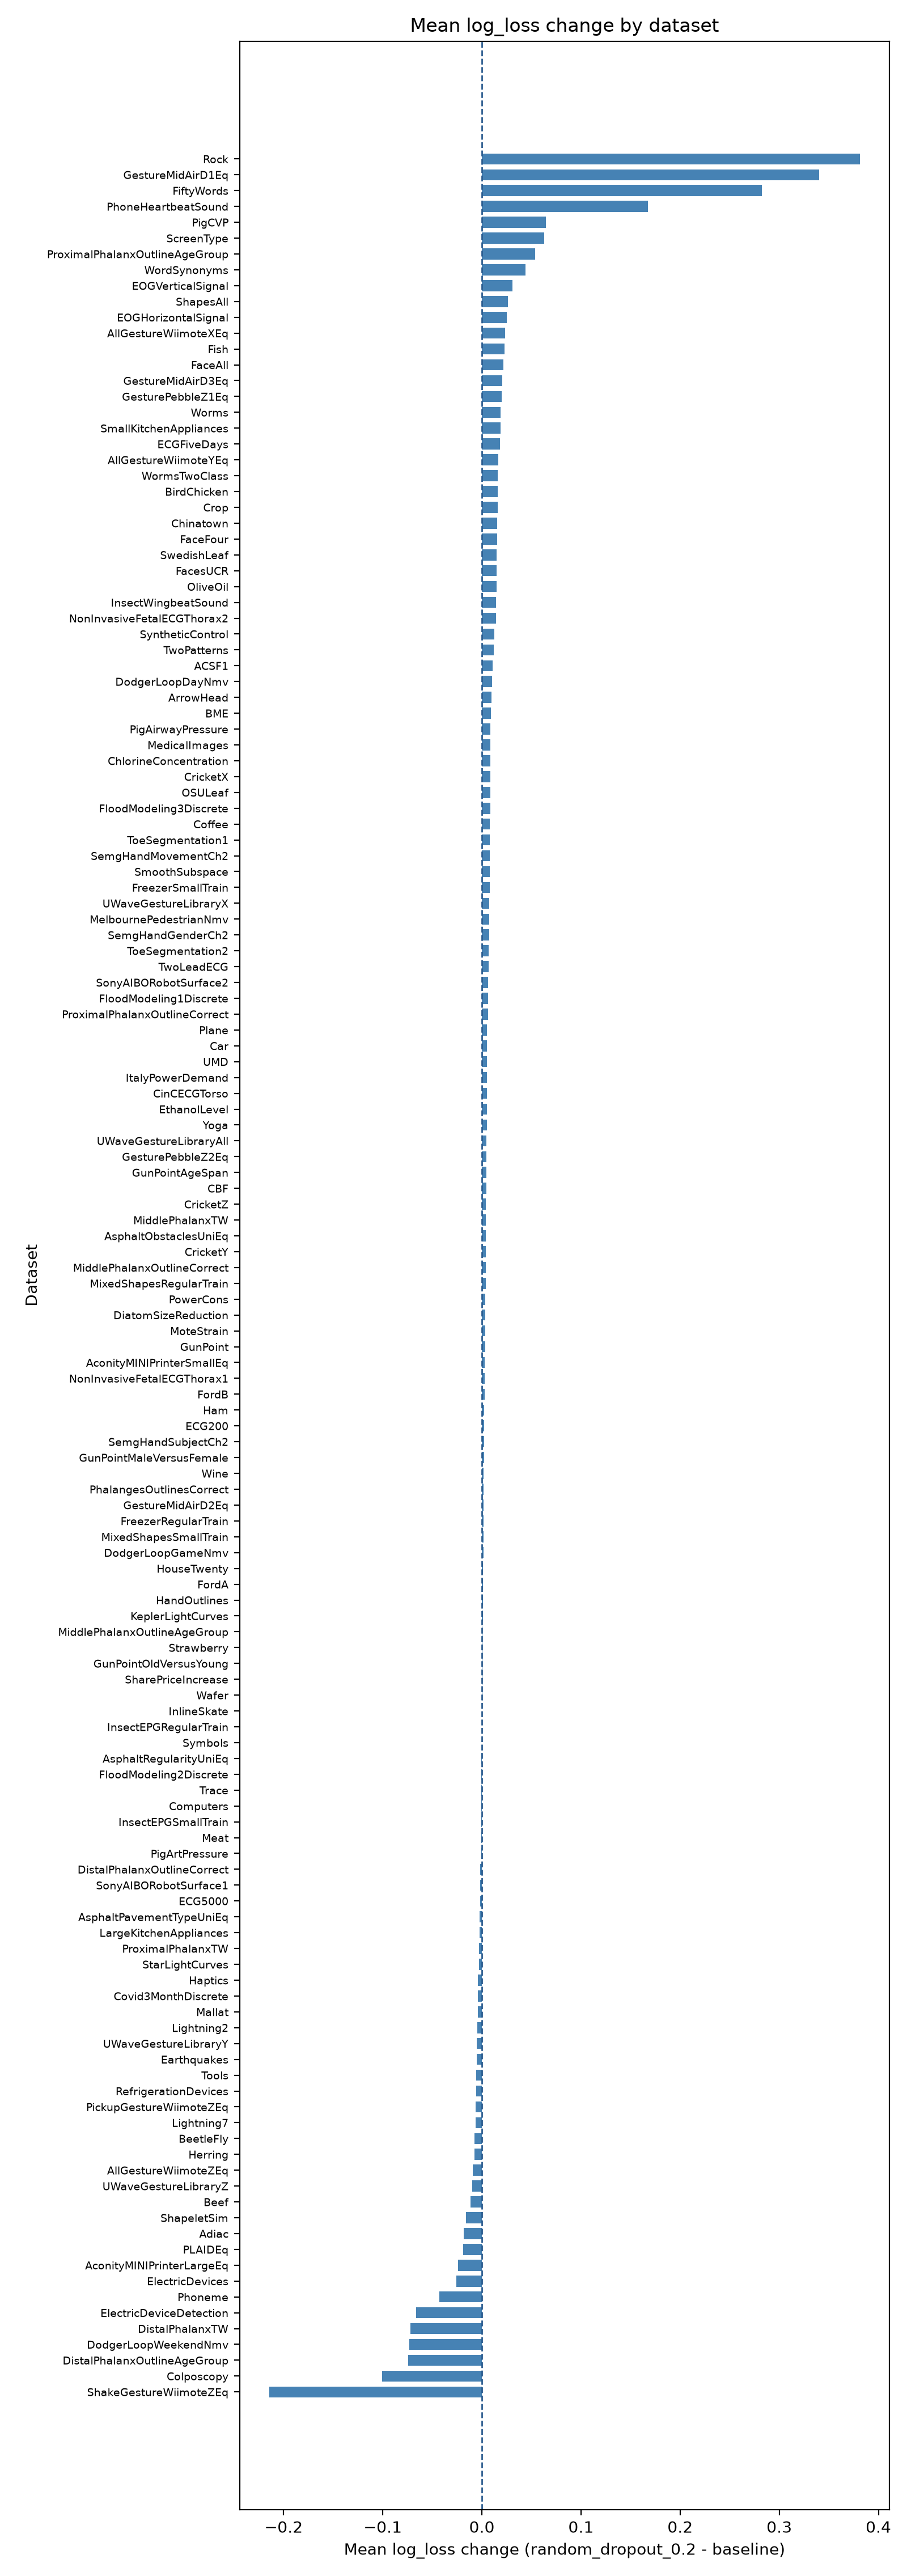 Mean log_loss change by dataset
Rock
GestureMidAirD1Eq
FiftyWords
PhoneHeartbeatSound
PigCVP
ScreenType
ProximalPhalanxOutlineAgeGroup
WordSynonyms
EOGVerticalSignal
ShapesAll
EOGHorizontalSignal
AllGestureWiimoteXEq
Fish
FaceAll
GestureMidAirD3Eq
GesturePebbleZ1Eq
Worms
SmallKitchenAppliances
ECGFiveDays
AllGestureWiimoteYEq
WormsTwoClass
BirdChicken
Crop
Chinatown
FaceFour
SwedishLeaf
FacesUCR
OliveOil
InsectWingbeatSound
NonInvasiveFetalECGThorax2
SyntheticControl
TwoPatterns
ACSF1
DodgerLoopDayNmv
ArrowHead
BME
PigAirwayPressure
MedicalImages
ChlorineConcentration
CricketX
OSULeaf
FloodModeling3Discrete
Coffee
ToeSegmentation1
SemgHandMovementCh2
SmoothSubspace
FreezerSmallTrain
UWaveGestureLibraryX
MelbournePedestrianNmv
SemgHandGenderCh2
ToeSegmentation2
TwoLeadECG
SonyAIBORobotSurface2
FloodModeling1Discrete
ProximalPhalanxOutlineCorrect
Plane
Car
UMD
ItalyPowerDemand
CinCECGTorso
EthanolLevel
Yoga
UWaveGestureLibraryAll
GesturePebbleZ2Eq
GunPointAgeSpan
CBF
CricketZ
MiddlePhalanxTW
AsphaltObstaclesUniEq
CricketY
MiddlePhalanxOutlineCorrect
MixedShapesRegularTrain
PowerCons
DiatomSizeReduction
MoteStrain
GunPoint
AconityMINIPrinterSmallEq
NonInvasiveFetalECGThorax1
FordB
Ham
ECG200
SemgHandSubjectCh2
GunPointMaleVersusFemale
Wine
PhalangesOutlinesCorrect
GestureMidAirD2Eq
FreezerRegularTrain
MixedShapesSmallTrain
DodgerLoopGameNmv
HouseTwenty
FordA
HandOutlines
KeplerLightCurves
MiddlePhalanxOutlineAgeGroup
Strawberry
GunPointOldVersusYoung
SharePriceIncrease
Wafer
InlineSkate
InsectEPGRegularTrain
Symbols
AsphaltRegularityUniEq
FloodModeling2Discrete
Trace
Computers
InsectEPGSmallTrain
Meat
PigArtPressure
DistalPhalanxOutlineCorrect
SonyAIBORobotSurface1
ECG5000
AsphaltPavementTypeUniEq
LargeKitchenAppliances
ProximalPhalanxTW
StarLightCurves
Haptics
Covid3MonthDiscrete
Mallat
Lightning2
UWaveGestureLibraryY
Earthquakes
Tools
RefrigerationDevices
PickupGestureWiimoteZEq
Lightning7
BeetleFly
Herring
AllGestureWiimoteZEq
UWaveGestureLibraryZ
Beef
ShapeletSim
Adiac
PLAIDEq
AconityMINIPrinterLargeEq
ElectricDevices
Phoneme
ElectricDeviceDetection
DistalPhalanxTW
DodgerLoopWeekendNmv
DistalPhalanxOutlineAgeGroup
Colposcopy
ShakeGestureWiimoteZEq
Dataset
−0.2 −0.1 0.0 0.1 0.2 0.3 0.4
Mean log_loss change (random_dropout_0.2 - baseline)